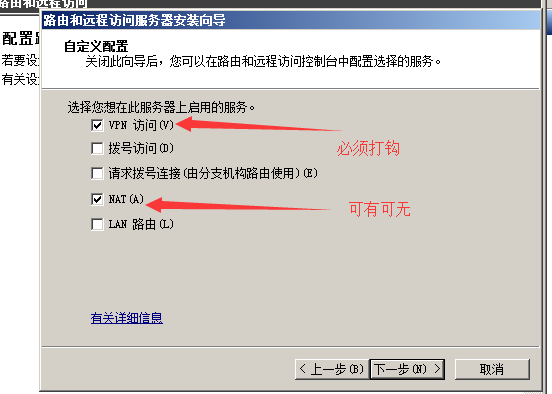 路由和远程访问
配置路
若要设
有关设
路由和远程访问服务器安装向导
自定义配置
关闭此向导后，您可以在路由和远程访问控制台中配置选择的服务。
选择您想在此服务器上启用的服务。
VPN 访问(V)
必须打钩
拨号访问(D)
请求拨号连接(由分支机构路由使用)(E)
NAT(A)
可有可无
LAN 路由(L)
有关详细信息
< 上一步(B) 下一步(N) > 取消